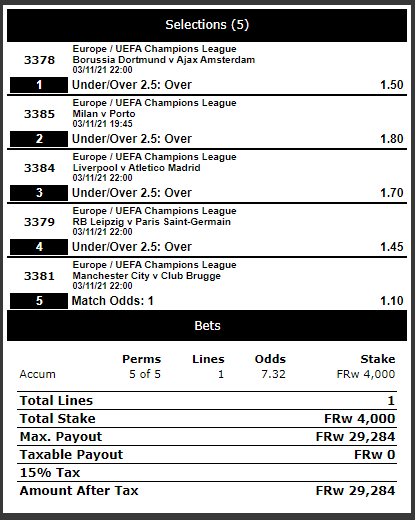 Selections (5)
3378
Europe / UEFA Champions League
Borussia Dortmund v Ajax Amsterdam
03/11/21 22:00
1 Under/Over 2.5: Over 1.50
3385
Europe / UEFA Champions League
Milan v Porto
03/11/21 19:45
2 Under/Over 2.5: Over 1.80
3384
Europe / UEFA Champions League
Liverpool v Atletico Madrid
03/11/21 22:00
3 Under/Over 2.5: Over 1.70
3379
Europe / UEFA Champions League
RB Leipzig v Paris Saint-Germain
03/11/21 22:00
4 Under/Over 2.5: Over 1.45
3381
Europe / UEFA Champions League
Manchester City v Club Brugge
03/11/21 22:00
5 Match Odds: 1 1.10
Bets
Perms Lines Odds Stake
Accum 5 of 5 1 7.32 FRw 4,000
Total Lines 1
Total Stake FRw 4,000
Max. Payout FRw 29,284
Taxable Payout FRw 0
15% Tax
Amount After Tax FRw 29,284